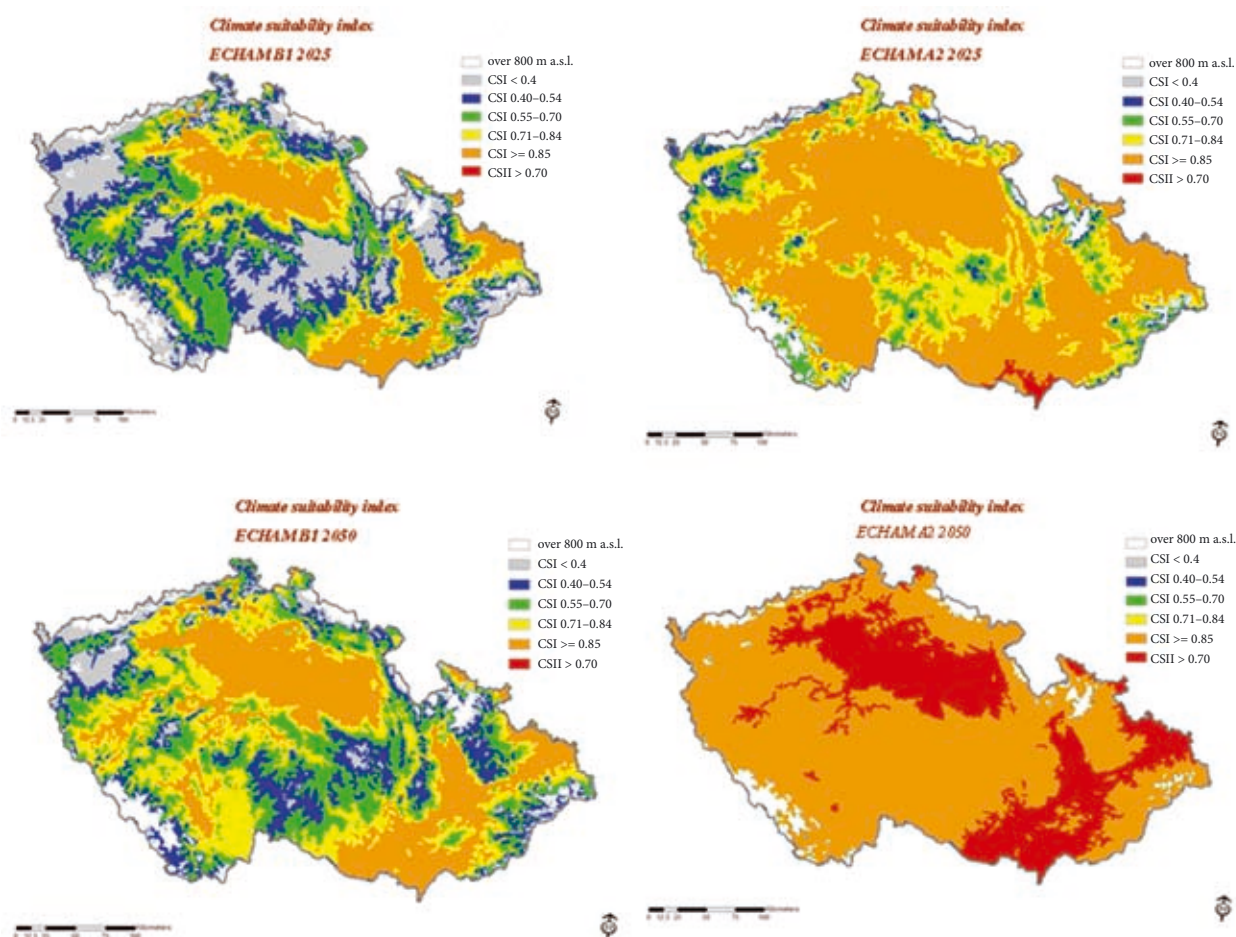 Climate suitability index
ECHAM B1 2025
over 800 m a.s.l.
CSI < 0.4
CSI 0.40–0.54
CSI 0.55–0.70
CSI 0.71–0.84
CSI >= 0.85
CSII > 0.70
Climate suitability index
ECHAM A2 2025
over 800 m a.s.l.
CSI < 0.4
CSI 0.40–0.54
CSI 0.55–0.70
CSI 0.71–0.84
CSI >= 0.85
CSII > 0.70
Climate suitability index
ECHAM B1 2050
over 800 m a.s.l.
CSI < 0.4
CSI 0.40–0.54
CSI 0.55–0.70
CSI 0.71–0.84
CSI >= 0.85
CSII > 0.70
Climate suitability index
ECHAM A2 2050
over 800 m a.s.l.
CSI < 0.4
CSI 0.40–0.54
CSI 0.55–0.70
CSI 0.71–0.84
CSI >= 0.85
CSII > 0.70